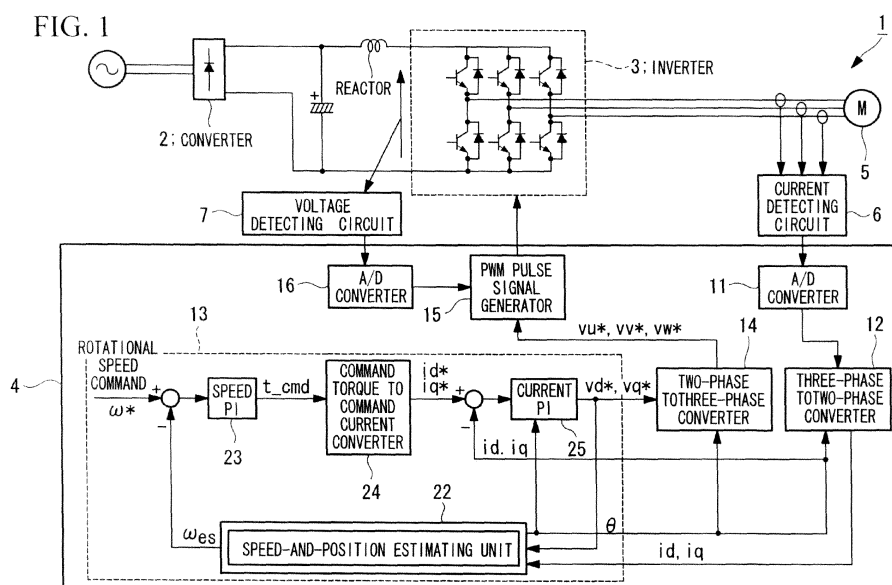 FIG. 1
1
REACTOR
3;INVERTER
M
2;CONVERTER
5
7
VOLTAGE
DETECTING CIRCUIT
CURRENT
DETECTING
CIRCUIT
6
16
A/D
CONVERTER
PWM PULSE
SIGNAL
GENERATOR
15
11
A/D
CONVERTER
13
vu*, vv*, vw*
14
12
4
ROTATIONAL
SPEED
COMMAND
ω*
+
−
SPEED
PI
23
t_cmd
COMMAND
TORQUE TO
COMMAND
CURRENT
CONVERTER
24
id*
iq*
+
−
CURRENT
PI
25
vd*, vq*
TWO-PHASE
TOTHREE-PHASE
CONVERTER
THREE-PHASE
TOTWO-PHASE
CONVERTER
id. iq
22
ωes
SPEED-AND-POSITION ESTIMATING UNIT
θ
id, iq
+